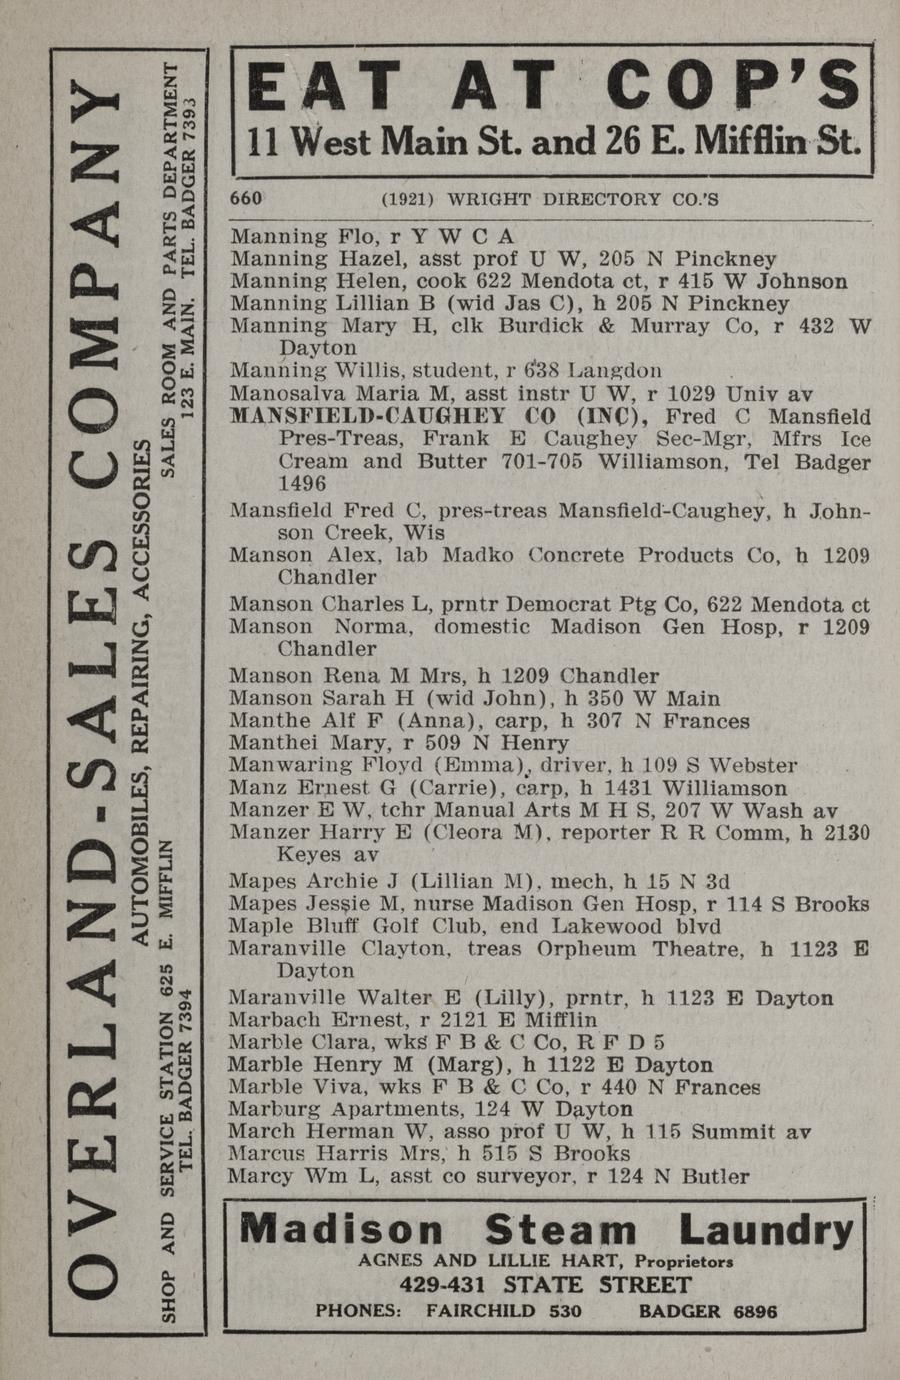 EAT AT COP'S
11 West Main St. and 26 E. Mifflin St.
660 (1921) WRIGHT DIRECTORY CO.'S
Manning Flo, r Y W C A
Manning Hazel, asst prof U W, 205 N Pinckney
Manning Helen, cook 622 Mendota ct, r 415 W Johnson
Manning Lillian B (wid Jas C), h 205 N Pinckney
Manning Mary H, clk Burdick & Murray Co, r 432 W
Dayton
Manning Willis, student, r 638 Langdon
Manosalva Maria M, asst instr U W, r 1029 Univ av
MANSFIELD-CAUGHEY CO (INC), Fred C Mansfield
Pres-Treas, Frank E Caughey Sec-Mgr, Mfrs Ice
Cream and Butter 701-705 Williamson, Tel Badger
1496
Mansfield Fred C, pres-treas Mansfield-Caughey, h John-
son Creek, Wis
Manson Alex, lab Madko Concrete Products Co, h 1209
Chandler
Manson Charles L, prntr Democrat Ptg Co, 622 Mendota ct
Manson Norma, domestic Madison Gen Hosp, r 1209
Chandler
Manson Rena M Mrs, h 1209 Chandler
Manson Sarah H (wid John), h 350 W Main
Manthe Alf F (Anna), carp, h 307 N Frances
Manthei Mary, r 509 N Henry
Manwaring Floyd (Emma), driver, h 109 S Webster
Manz Ernest G (Carrie), carp, h 1431 Williamson
Manzer E W, tchr Manual Arts M H S, 207 W Wash av
Manzer Harry E (Cleora M), reporter R R Comm, h 2130
Keyes av
Mapes Archie J (Lillian M), mech, h 15 N 3d
Mapes Jessie M, nurse Madison Gen Hosp, r 114 S Brooks
Maple Bluff Golf Club, end Lakewood blvd
Maranville Clayton, treas Orpheum Theatre, h 1123 E
Dayton
Maranville Walter E (Lilly), prntr, h 1123 E Dayton
Marbach Ernest, r 2121 E Mifflin
Marble Clara, wks F B & C Co, R F D 5
Marble Henry M (Marg), h 1122 E Dayton
Marble Viva, wks F B & C Co, r 440 N Frances
Marburg Apartments, 124 W Dayton
March Herman W, asso prof U W, h 115 Summit av
Marcus Harris Mrs, h 515 S Brooks
Marcy Wm L, asst co surveyor, r 124 N Butler
Madison Steam Laundry
AGNES AND LILLIE HART, Proprietors
429-431 STATE STREET
PHONES: FAIRCHILD 530 BADGER 6896
OVERLAND-SALES COMPANY
AUTOMOBILES, REPAIRING, ACCESSORIES
SHOP AND SERVICE STATION 625 E. MIFFLIN SALES ROOM AND PARTS DEPARTMENT
TEL. BADGER 7394 123 E. MAIN. TEL. BADGER 7393